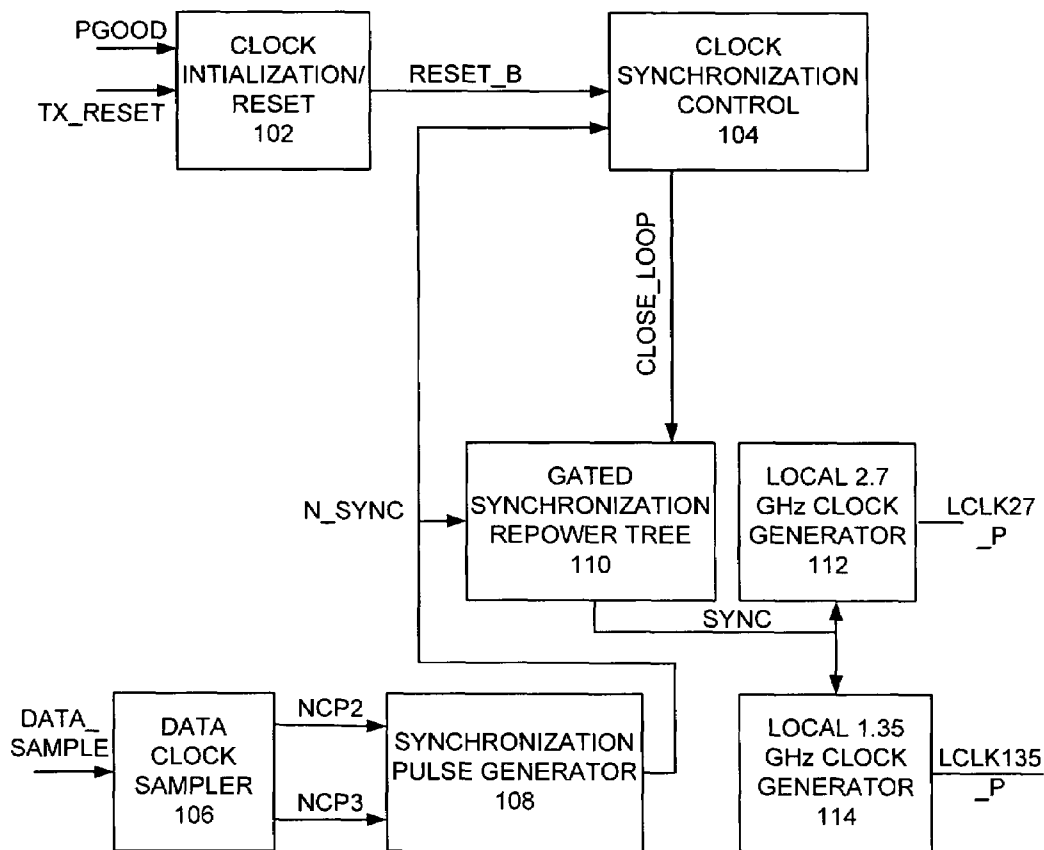 PGOOD
TX_RESET
CLOCK
INTIALIZATION/
RESET
102
RESET_B
CLOCK
SYNCHRONIZATION
CONTROL
104
CLOSE_LOOP
N_SYNC
GATED
SYNCHRONIZATION
REPOWER TREE
110
LOCAL 2.7
GHz CLOCK
GENERATOR
112
LCLK27
_P
SYNC
DATA_
SAMPLE
DATA
CLOCK
SAMPLER
106
NCP2
NCP3
SYNCHRONIZATION
PULSE GENERATOR
108
LOCAL 1.35
GHz CLOCK
GENERATOR
114
LCLK135
_P